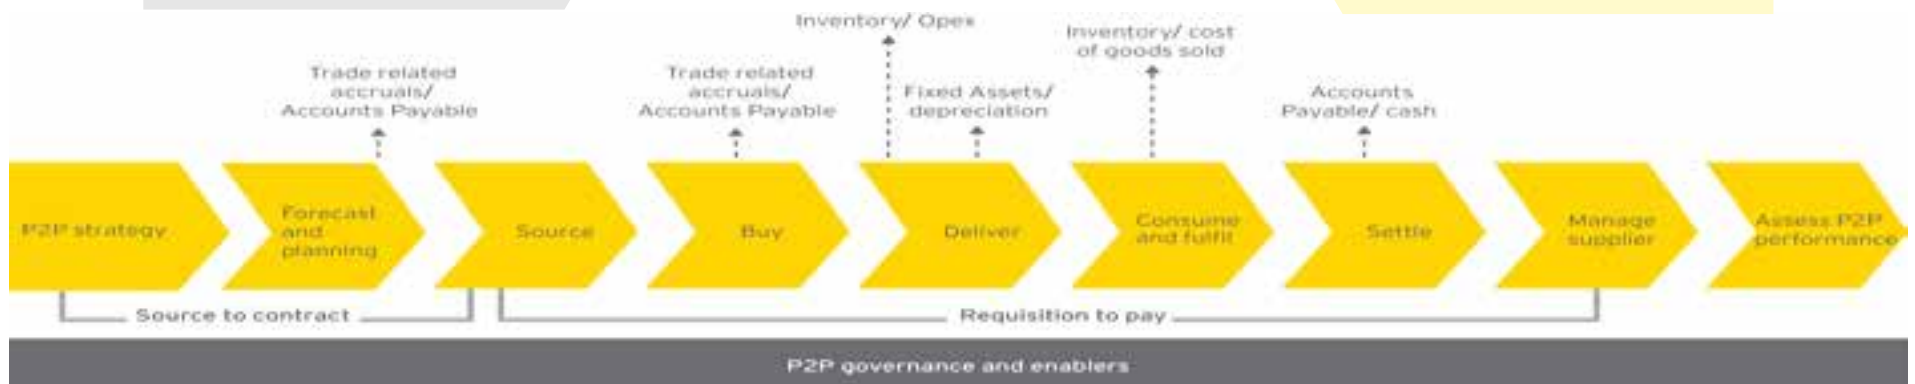 Inventory/ Opex
Inventory/ cost
of goods sold
Trade related
accruals/
Accounts Payable
Trade related
accruals/
Accounts Payable
Fixed Assets/
depreciation
Accounts
Payable/ cash
P2P strategy
Forecast
and
planning
Source
Buy
Deliver
Consume
and fulfil
Settle
Manage
supplier
Assess P2P
performance
Source to contract
Requisition to pay
P2P governance and enablers